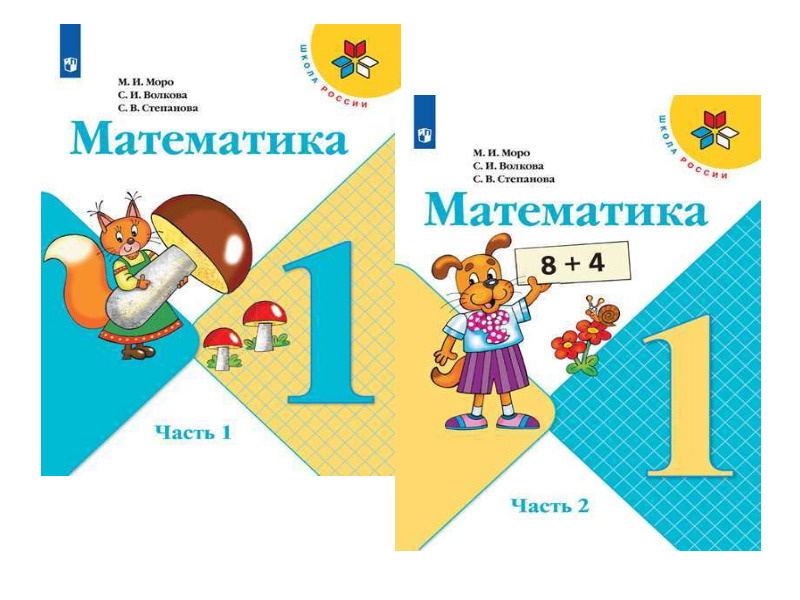 ШКОЛА РОССИИ
М. И. Моро
С. И. Волкова
С. В. Степанова
Математика
1
Часть 1
ШКОЛА РОССИИ
М. И. Моро
С. И. Волкова
С. В. Степанова
Математика
8 + 4
1
Часть 2